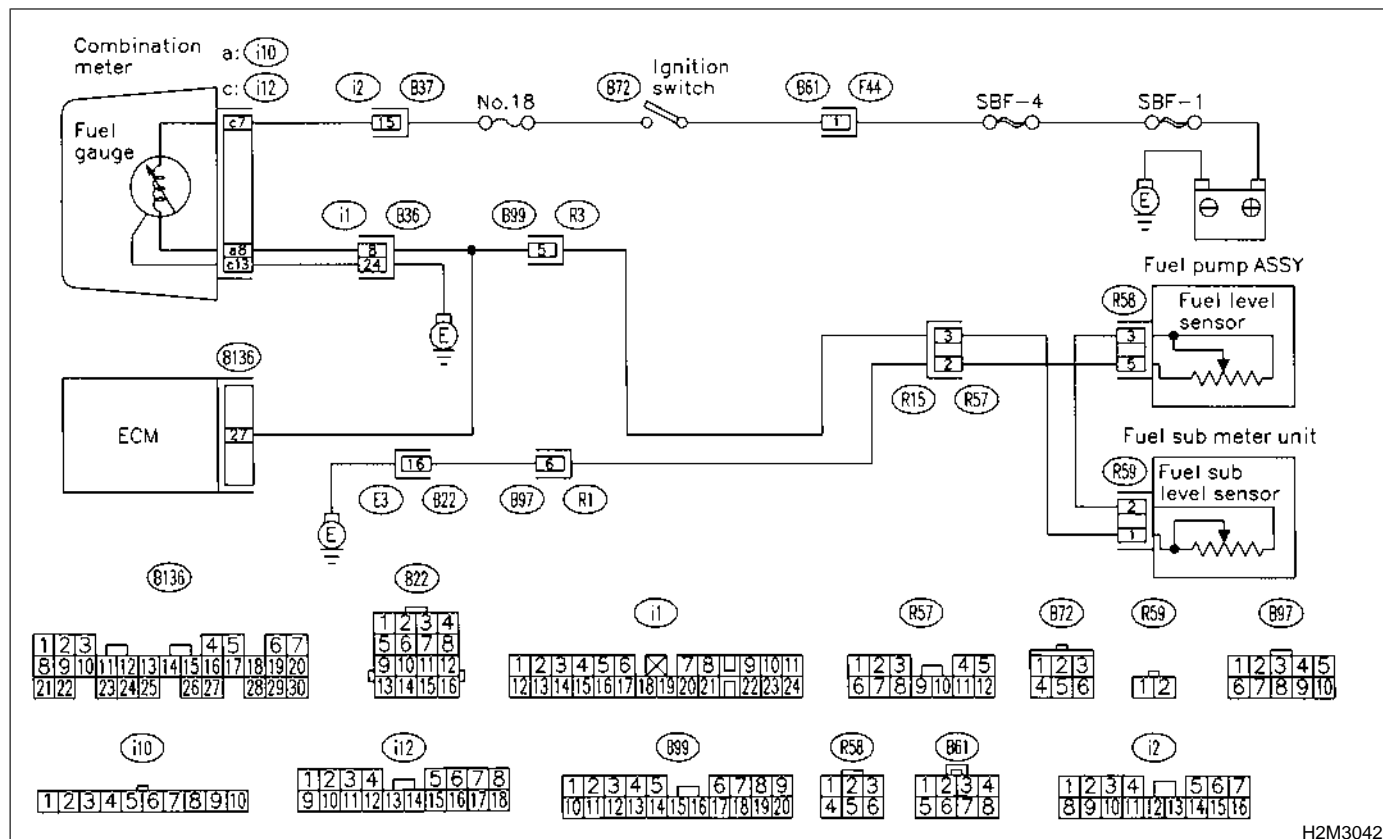 Combination meter
a: i10
c: i12
i2 B37
No.18
B72
Ignition switch
B61 F44
SBF-4
SBF-1
c7
15
1
Fuel gauge
E
⊖ ⊕
i1 B36
B99 R3
a8
8
5
c13
24
E
Fuel pump ASSY
R58
Fuel level sensor
3
5
3
2
R15 R57
B136
ECM
27
Fuel sub meter unit
R59
Fuel sub level sensor
2
1
16
6
E3 B22
B97 R1
E
B136
1 2 3 4 5 6 7
8 9 10 11 12 13 14 15 16 17 18 19 20
21 22 23 24 25 26 27 28 29 30
B22
1 2 3 4
5 6 7 8
9 10 11 12
13 14 15 16
i1
1 2 3 4 5 6 7 8 9 10 11
12 13 14 15 16 17 18 19 20 21 22 23 24
R57
1 2 3 4 5
6 7 8 9 10 11 12
B72
1 2 3
4 5 6
R59
1 2
B97
1 2 3 4 5
6 7 8 9 10
i10
1 2 3 4 5 6 7 8 9 10
i12
1 2 3 4 5 6 7 8
9 10 11 12 13 14 15 16 17 18
B99
1 2 3 4 5 6 7 8 9
10 11 12 13 14 15 16 17 18 19 20
R58
1 2 3
4 5 6
B61
1 2 3 4
5 6 7 8
i2
1 2 3 4 5 6 7
8 9 10 11 12 13 14 15 16
H2M3042